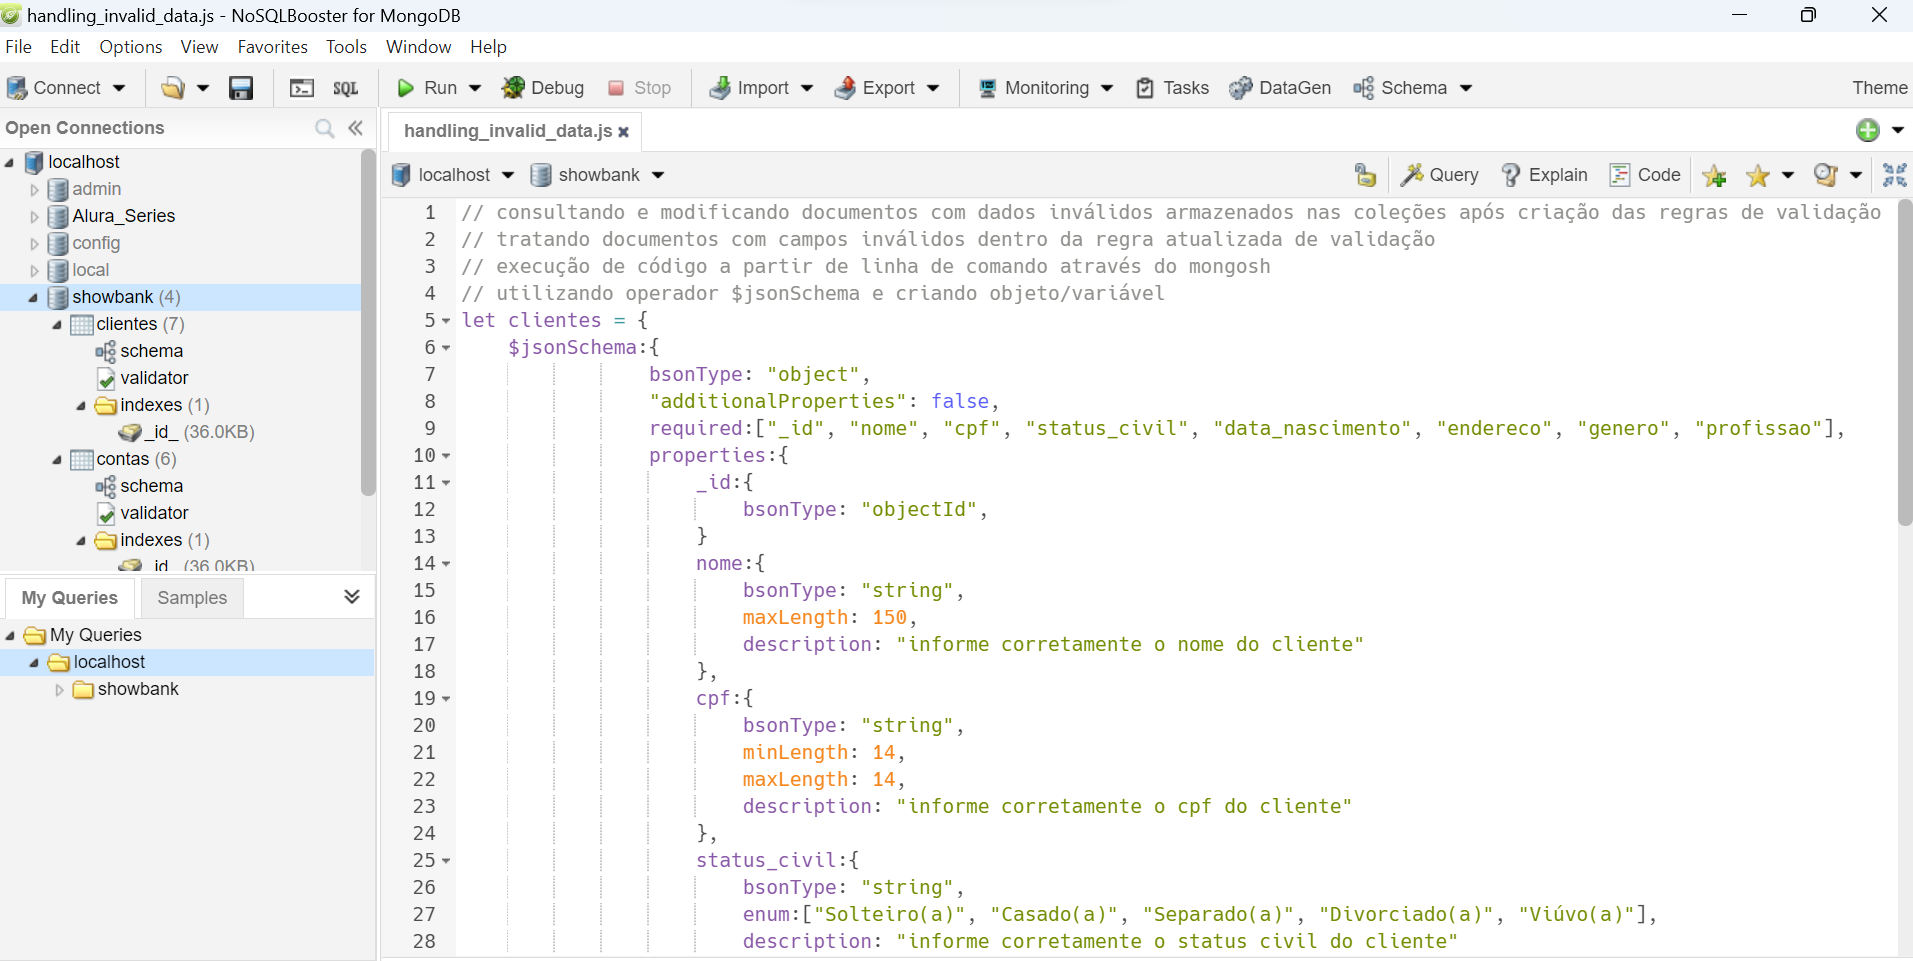 handling_invalid_data.js - NoSQLBooster for MongoDB
File Edit Options View Favorites Tools Window Help
Connect SQL Run Debug Stop Import Export Monitoring Tasks DataGen Schema Theme
Open Connections
localhost
admin
Alura_Series
config
local
showbank (4)
clientes (7)
schema
validator
indexes (1)
_id_ (36.0KB)
contas (6)
schema
validator
indexes (1)
_id_ (36.0KB)
My Queries Samples
My Queries
localhost
showbank
handling_invalid_data.js
localhost showbank Query Explain Code
1 // consultando e modificando documentos com dados inválidos armazenados nas coleções após criação das regras de validação
2 // tratando documentos com campos inválidos dentro da regra atualizada de validação
3 // execução de código a partir de linha de comando através do mongosh
4 // utilizando operador $jsonSchema e criando objeto/variável
5 let clientes = {
6 $jsonSchema:{
7 bsonType: "object",
8 "additionalProperties": false,
9 required:["_id", "nome", "cpf", "status_civil", "data_nascimento", "endereco", "genero", "profissao"],
10 properties:{
11 _id:{
12 bsonType: "objectId",
13 }
14 nome:{
15 bsonType: "string",
16 maxLength: 150,
17 description: "informe corretamente o nome do cliente"
18 },
19 cpf:{
20 bsonType: "string",
21 minLength: 14,
22 maxLength: 14,
23 description: "informe corretamente o cpf do cliente"
24 },
25 status_civil:{
26 bsonType: "string",
27 enum:["Solteiro(a)", "Casado(a)", "Separado(a)", "Divorciado(a)", "Viúvo(a)"],
28 description: "informe corretamente o status civil do cliente"